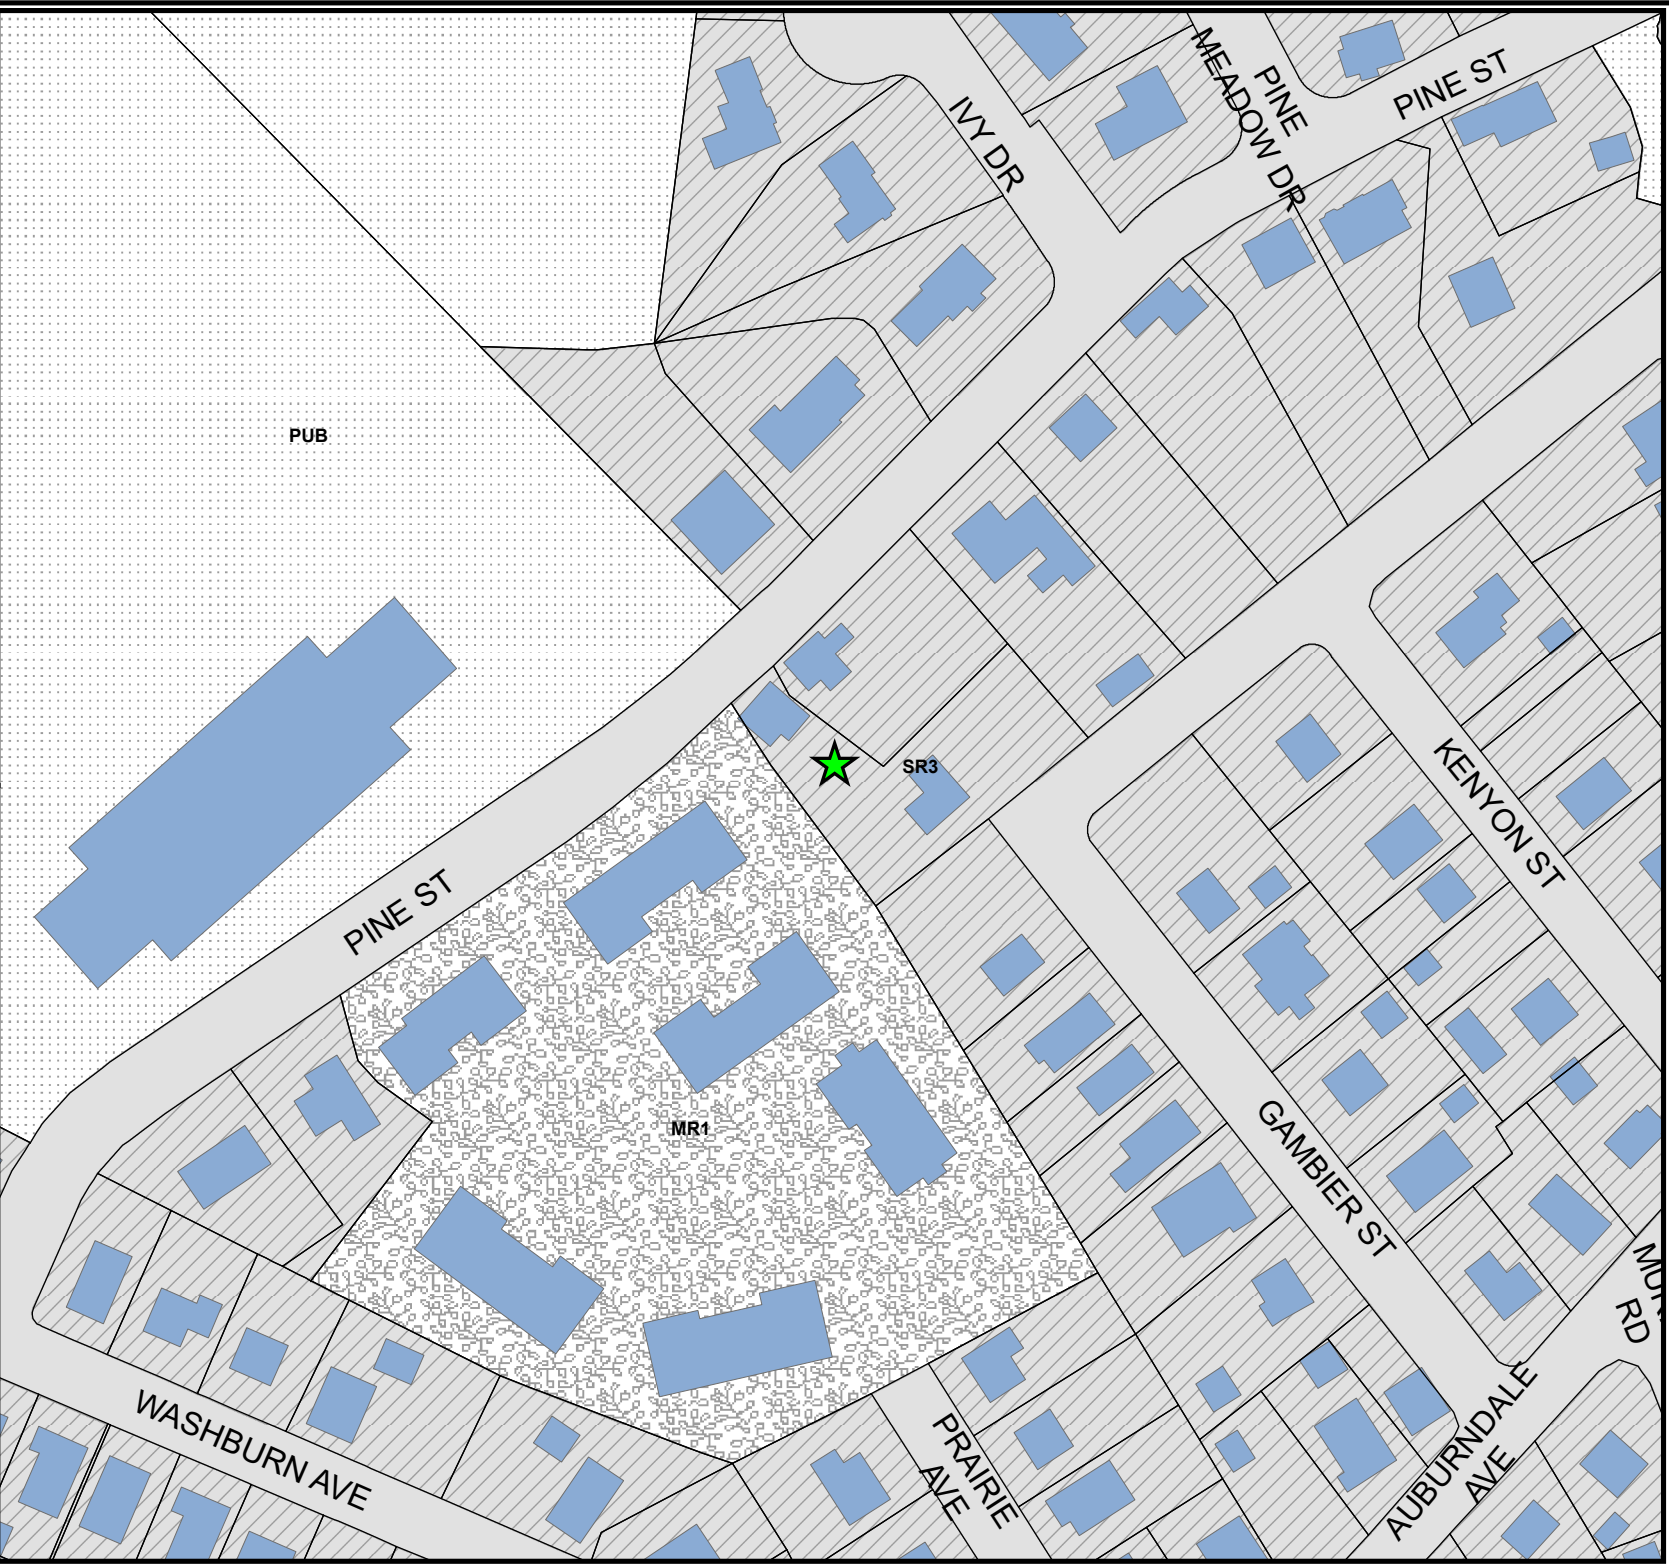 PINE
MEADOW DR
PINE ST
IVY DR
PUB
SR3
KENYON ST
PINE ST
MR1
GAMBIER ST
RD
WASHBURN AVE
PRAIRIE
AVE
AUBURNDALE
AVE